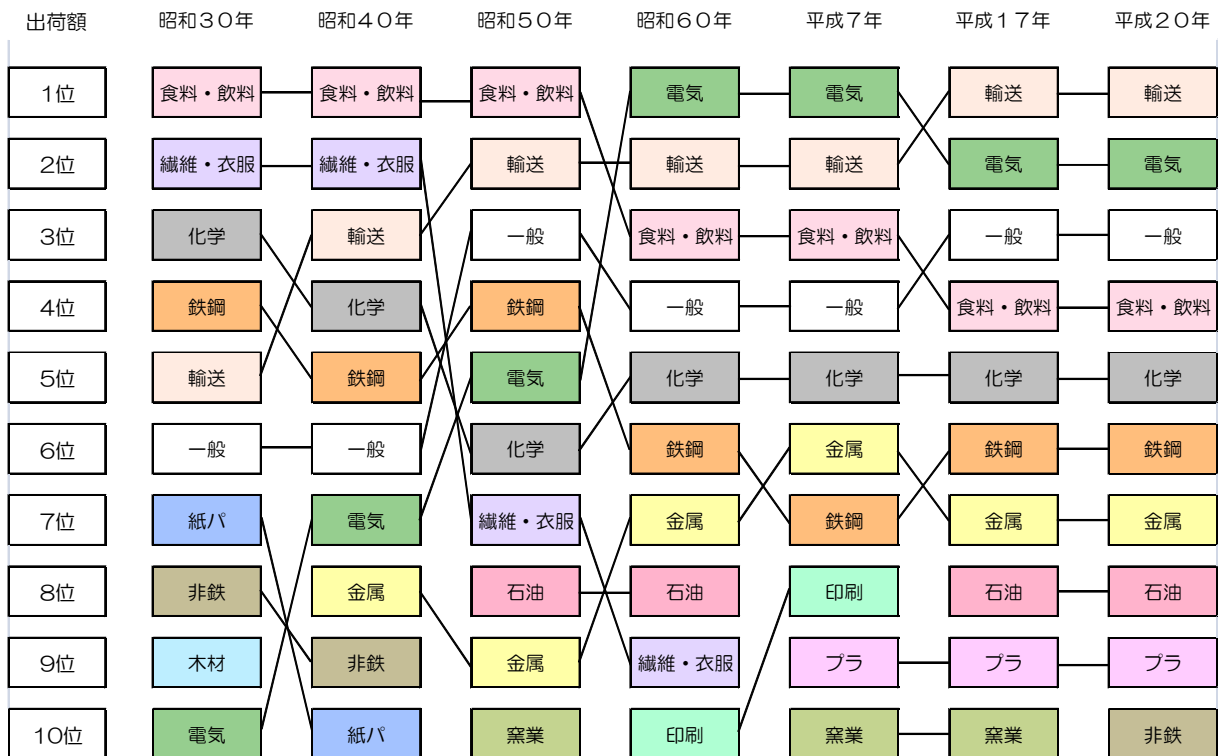 出荷額 昭和３０年 昭和４０年 昭和５０年 昭和６０年 平成７年 平成１７年 平成２０年
1位 食料・飲料 食料・飲料 食料・飲料 電気 電気 輸送 輸送
2位 繊維・衣服 繊維・衣服 輸送 輸送 輸送 電気 電気
3位 化学 輸送 一般 食料・飲料 食料・飲料 一般 一般
4位 鉄鋼 化学 鉄鋼 一般 一般 食料・飲料 食料・飲料
5位 輸送 鉄鋼 電気 化学 化学 化学 化学
6位 一般 一般 化学 鉄鋼 金属 鉄鋼 鉄鋼
7位 紙パ 電気 繊維・衣服 金属 鉄鋼 金属 金属
8位 非鉄 金属 石油 石油 印刷 石油 石油
9位 木材 非鉄 金属 繊維・衣服 プラ プラ プラ
10位 電気 紙パ 窯業 印刷 窯業 窯業 非鉄